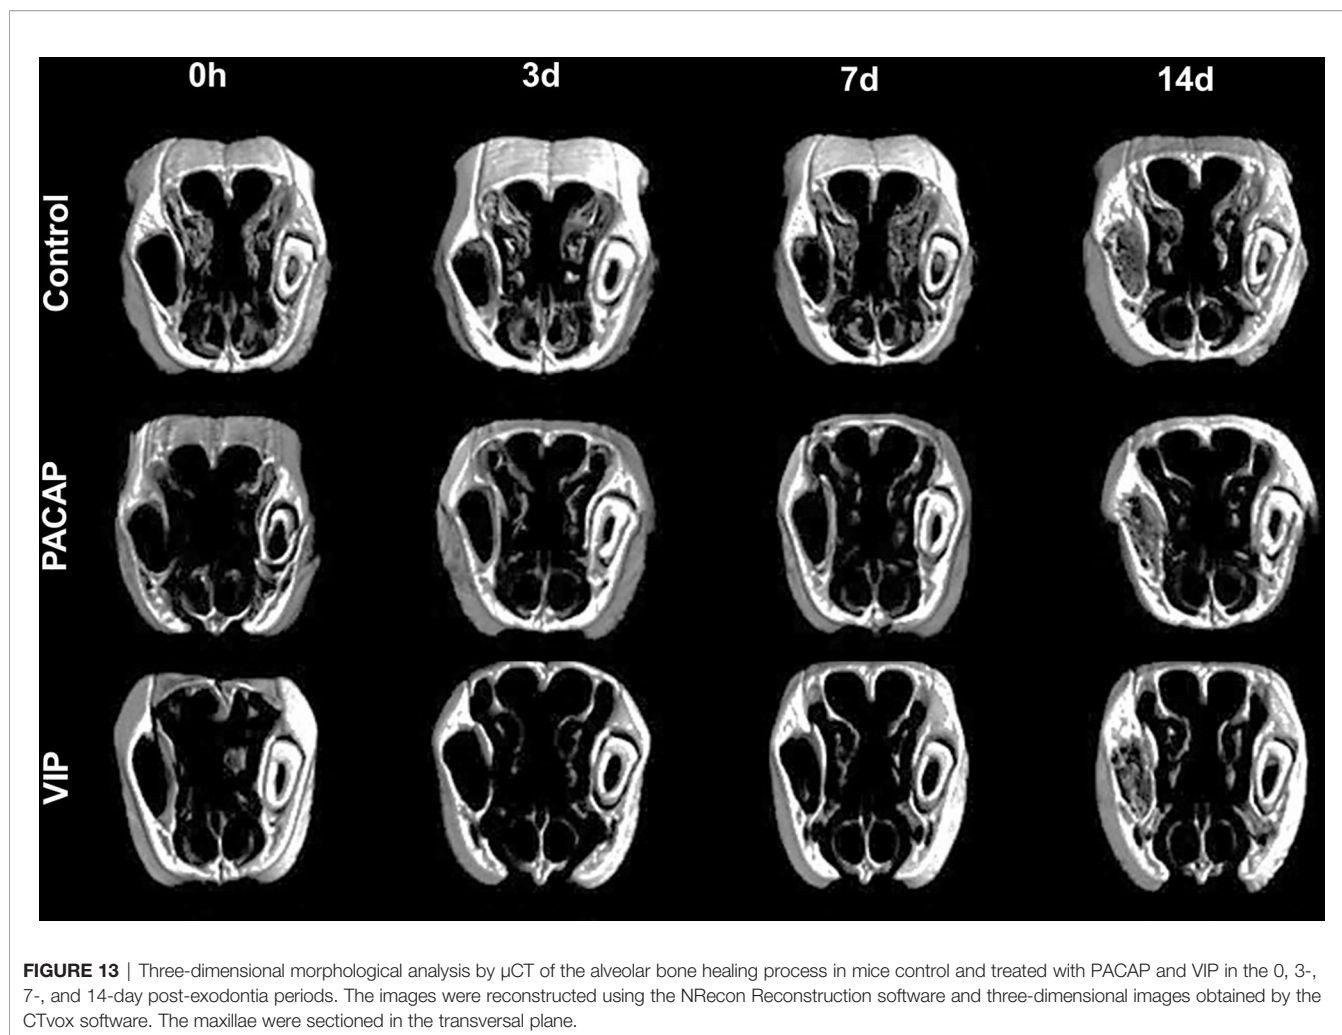 0h 3d 7d 14d
Control
PACAP
VIP
FIGURE 13 | Three-dimensional morphological analysis by µCT of the alveolar bone healing process in mice control and treated with PACAP and VIP in the 0, 3-,
7-, and 14-day post-exodontia periods. The images were reconstructed using the NRecon Reconstruction software and three-dimensional images obtained by the
CTvox software. The maxillae were sectioned in the transversal plane.